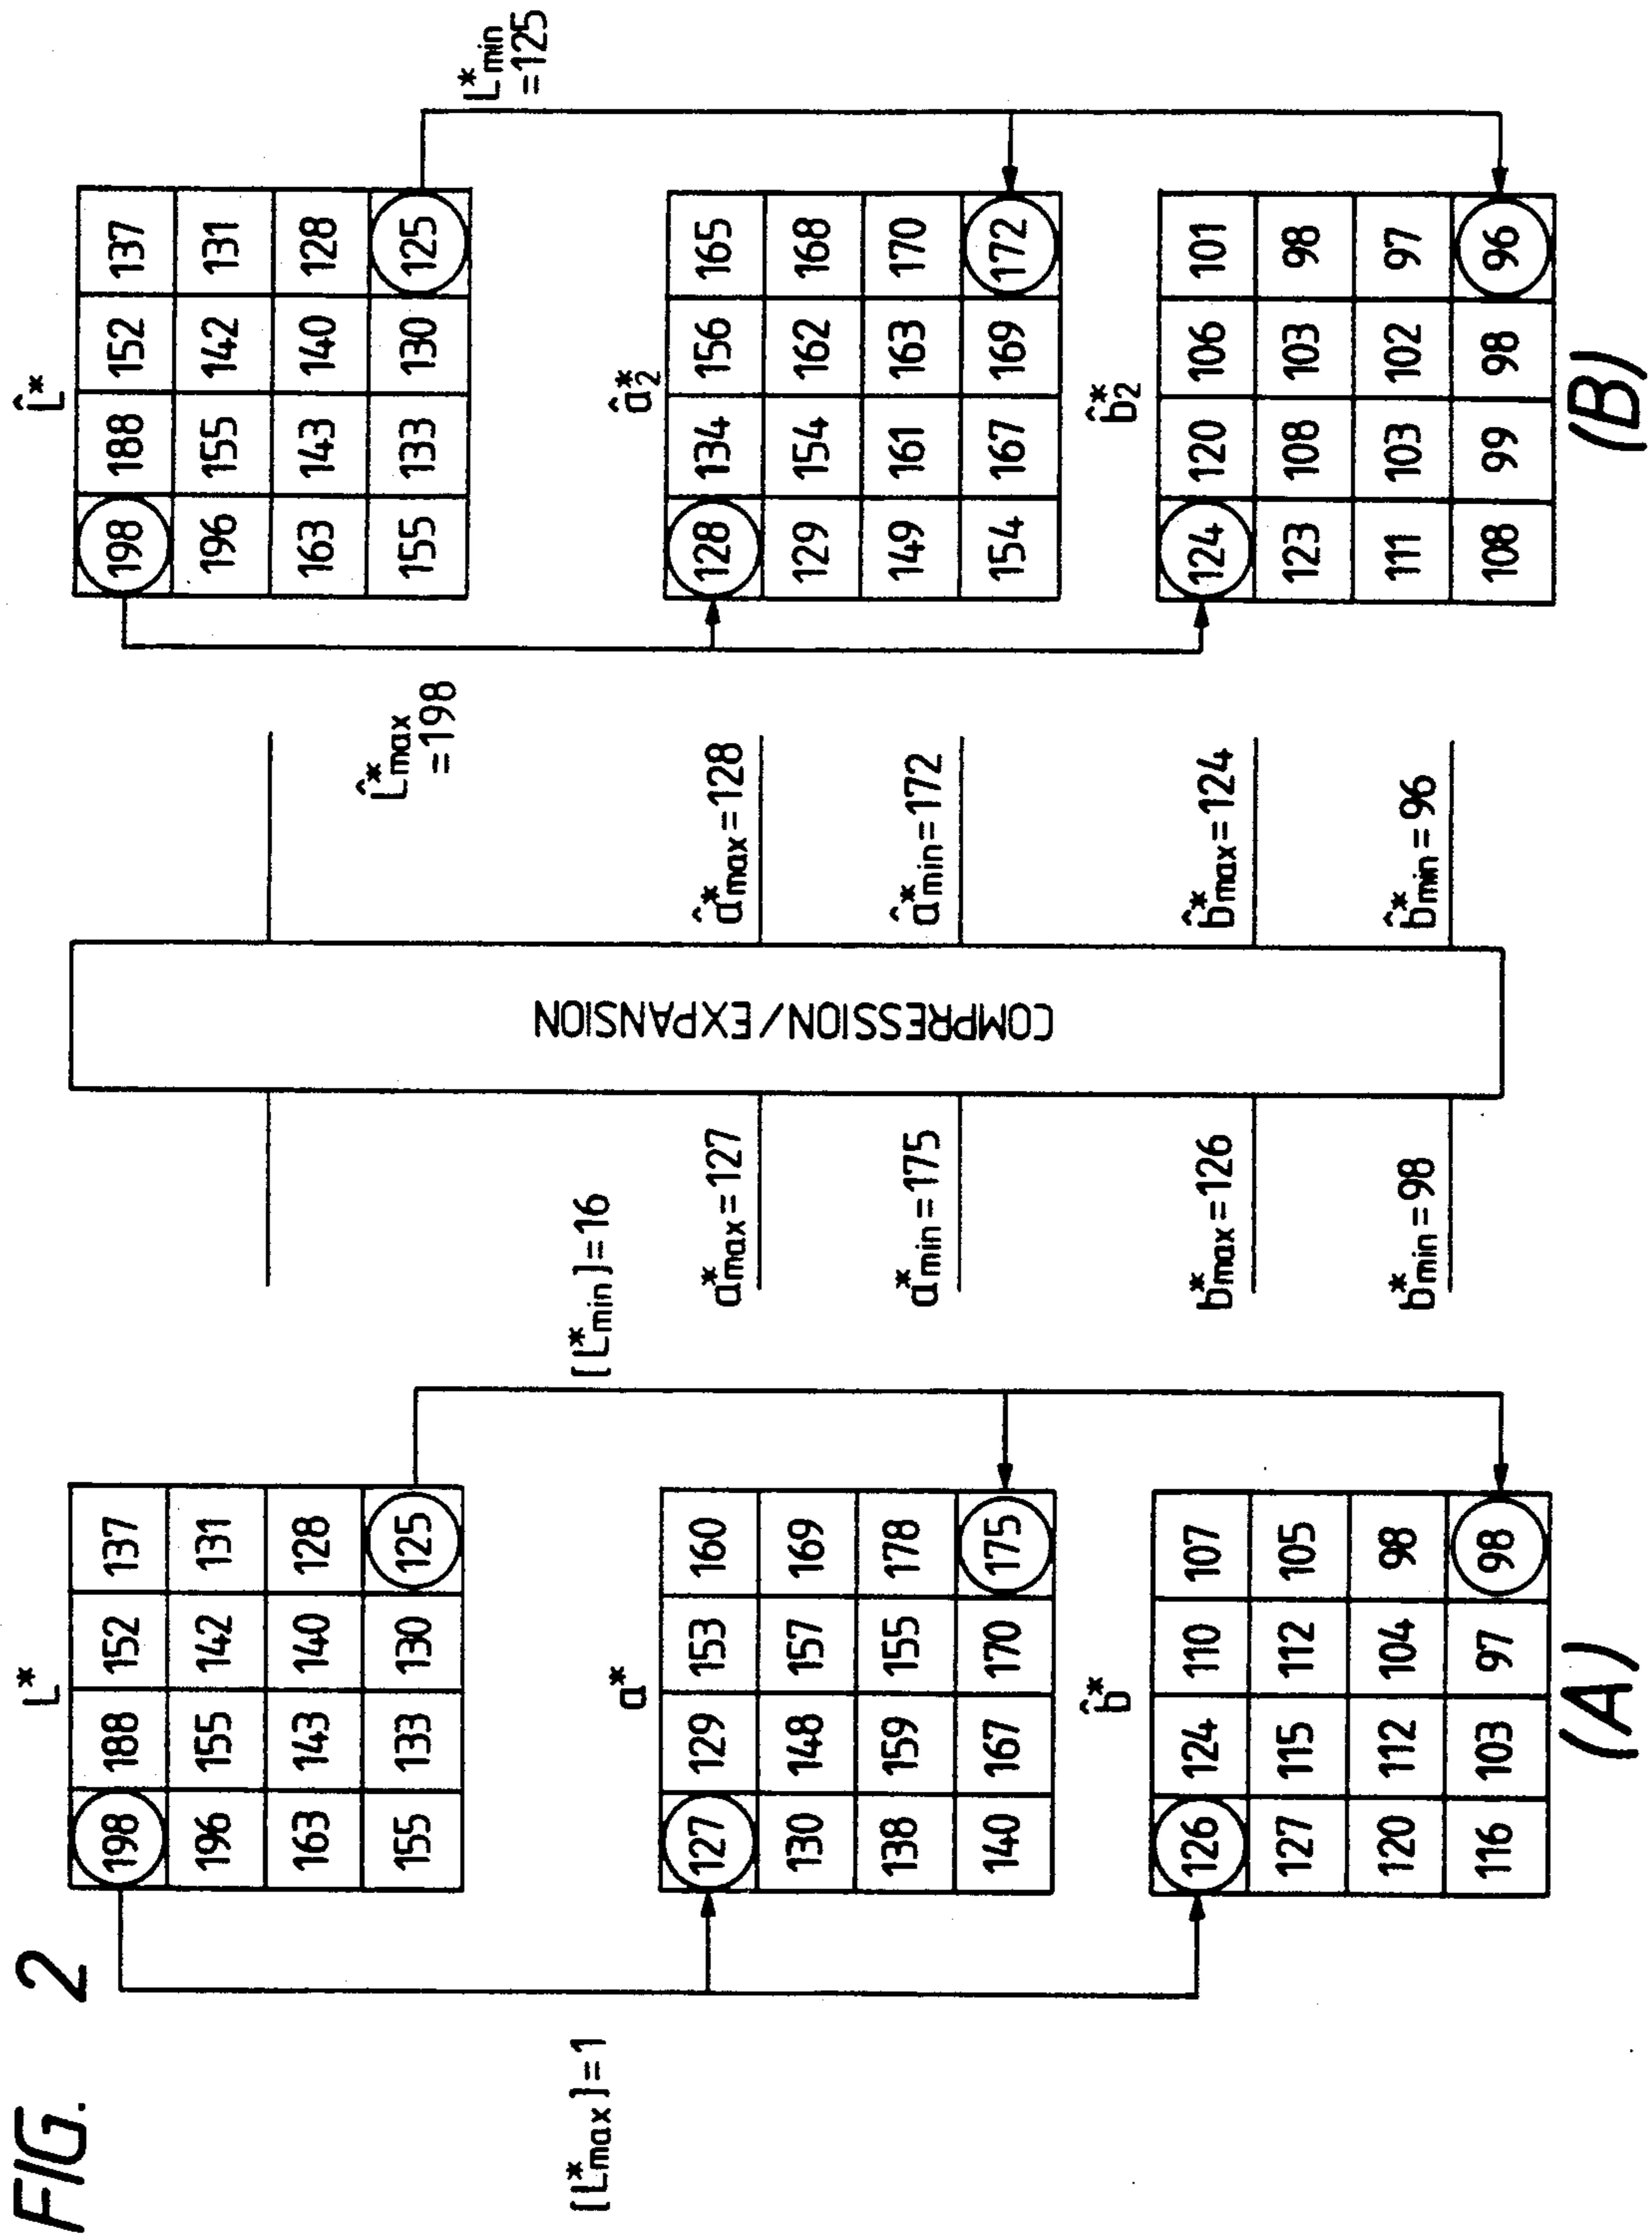 FIG. 2
L*
198 188 152 137
196 155 142 131
163 143 140 128
155 133 130 125
[L*max]=1
[L*min]=16
a*
127 129 153 160
130 148 157 169
138 159 155 178
140 167 170 175
b̂*
126 124 110 107
127 115 112 105
120 112 104 98
116 103 97 98
(A)
a*max=127
a*min=175
b*max=126
b*min=98
COMPRESSION/EXPANSION
L̂*max
=198
â*max=128
â*min=172
b̂*max=124
b̂*min=96
L̂*
198 188 152 137
196 155 142 131
163 143 140 128
155 133 130 125
L*min
=125
â*2
128 134 156 165
129 154 162 168
149 161 163 170
154 167 169 172
b̂*2
124 120 106 101
123 108 103 98
111 103 102 97
108 99 98 96
(B)